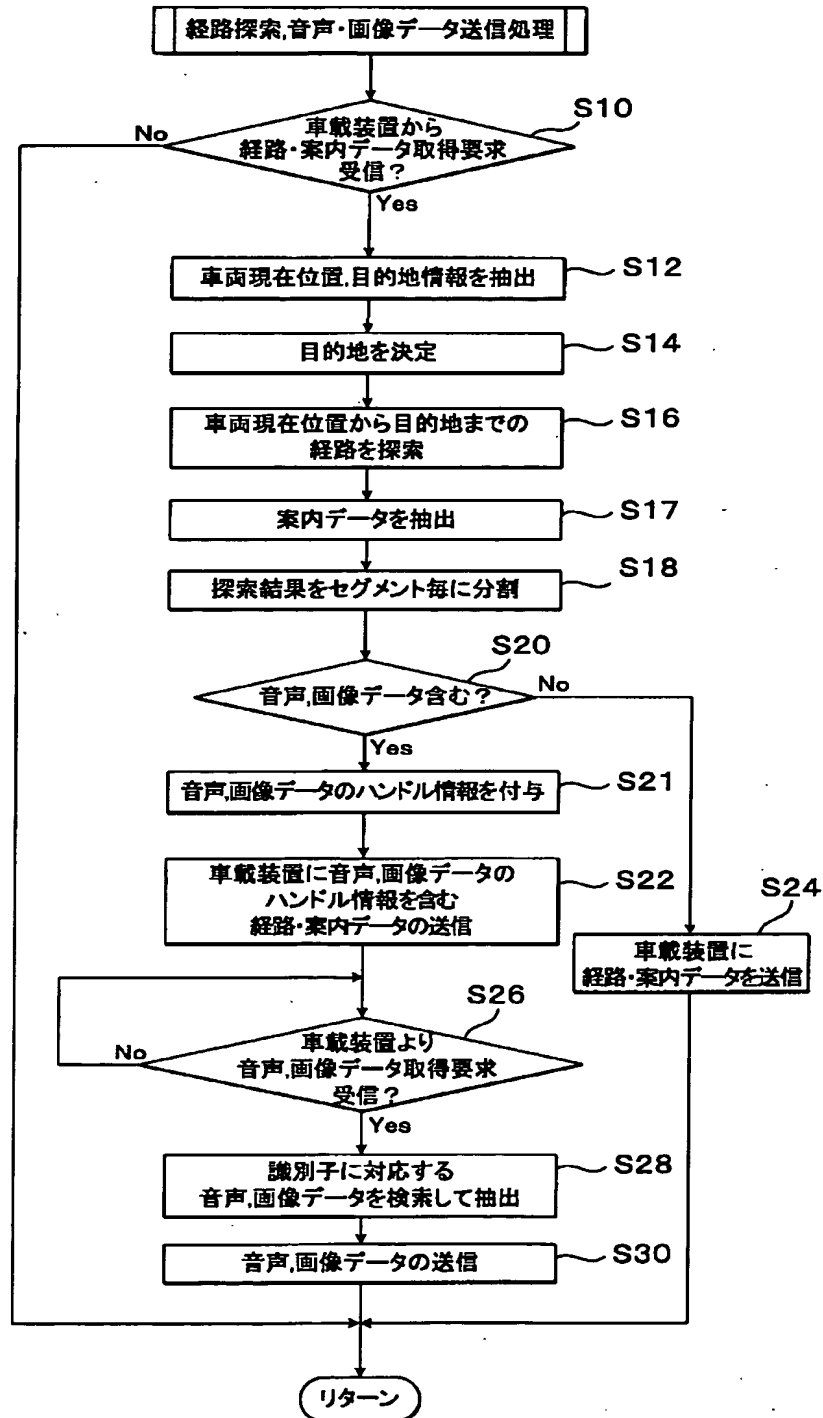 経路探索,音声・画像データ送信処理
S10
車載装置から
経路・案内データ取得要求
受信？
No
Yes
車両現在位置,目的地情報を抽出
S12
目的地を決定
S14
車両現在位置から目的地までの
経路を探索
S16
案内データを抽出
S17
探索結果をセグメント毎に分割
S18
S20
音声,画像データ含む？
No
Yes
音声,画像データのハンドル情報を付与
S21
車載装置に音声,画像データの
ハンドル情報を含む
経路・案内データの送信
S22
S24
車載装置に
経路・案内データを送信
S26
車載装置より
音声,画像データ取得要求
受信？
No
Yes
識別子に対応する
音声,画像データを検索して抽出
S28
音声,画像データの送信
S30
リターン